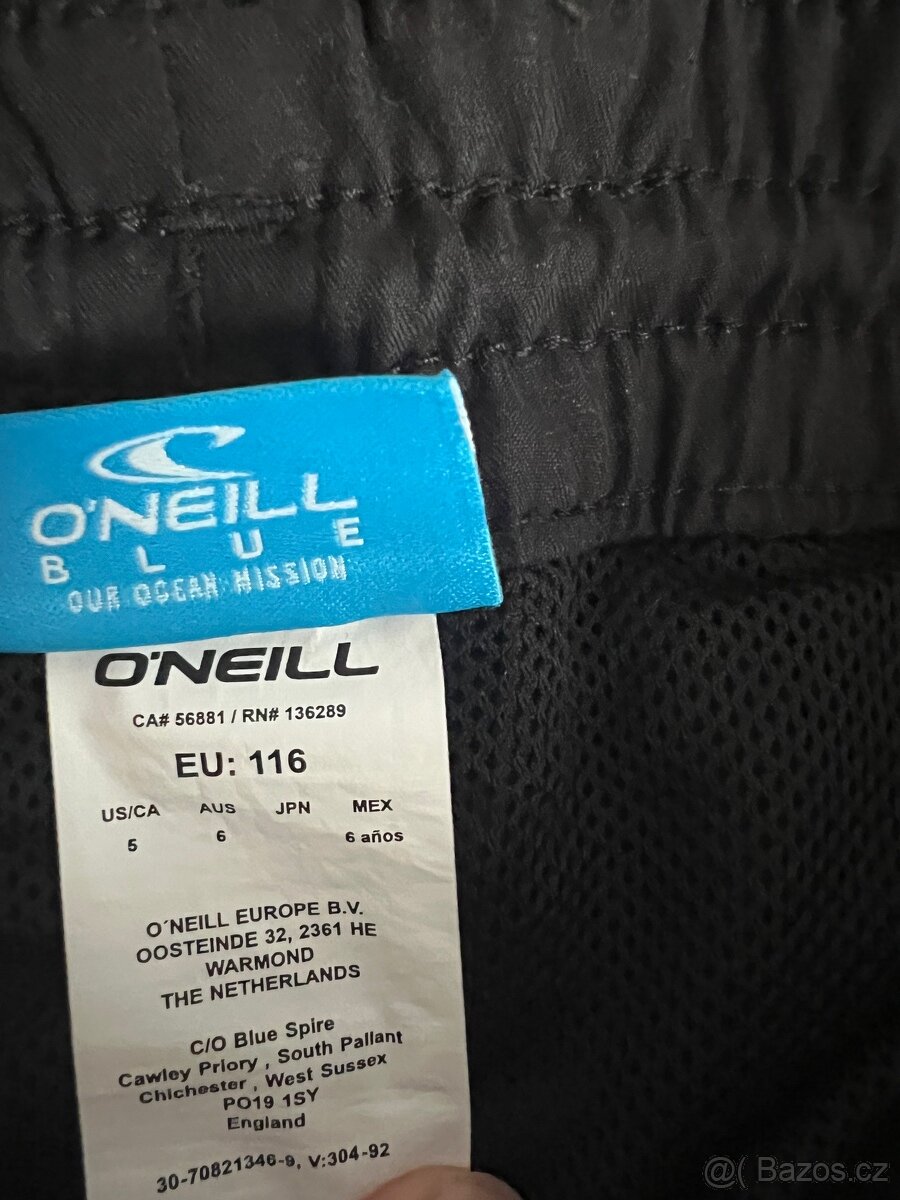 O'NEILL
BLUE
OUR OCEAN MISSION
O'NEILL
CA# 56881 / RN# 136289
EU: 116
US/CA AUS JPN MEX
5 6 6 años
O´NEILL EUROPE B.V.
OOSTEINDE 32, 2361 HE
WARMOND
THE NETHERLANDS
C/O Blue Spire
Cawley Priory , South Pallant
Chichester , West Sussex
PO19 1SY
England
30-70821346-9, V:304-92
@( Bazos.cz